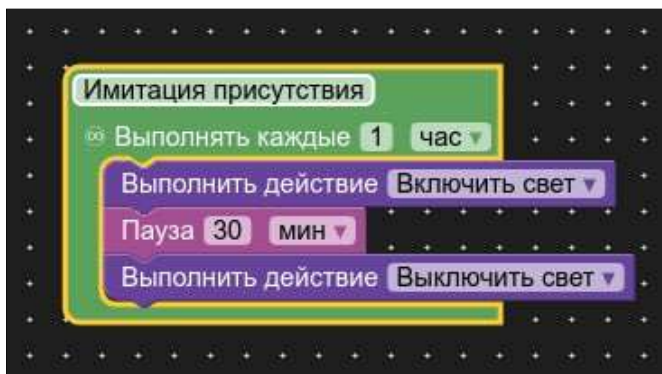 Имитация присутствия
Выполнять каждые 1 час
Выполнить действие Включить свет
Пауза 30 мин
Выполнить действие Выключить свет